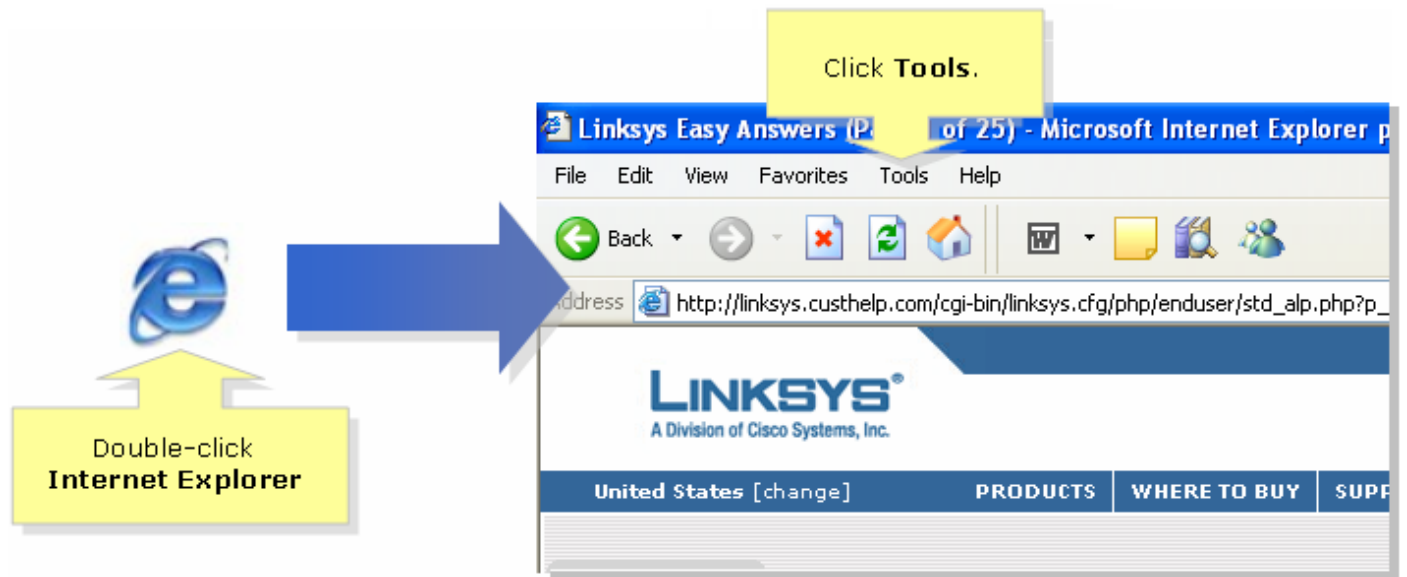 Click Tools.
Linksys Easy Answers (P of 25) - Microsoft Internet Explorer p
File Edit View Favorites Tools Help
Back
ddress http://linksys.custhelp.com/cgi-bin/linksys.cfg/php/enduser/std_alp.php?p_
LINKSYS®
A Division of Cisco Systems, Inc.
Double-click
Internet Explorer
United States [change] PRODUCTS WHERE TO BUY SUPP